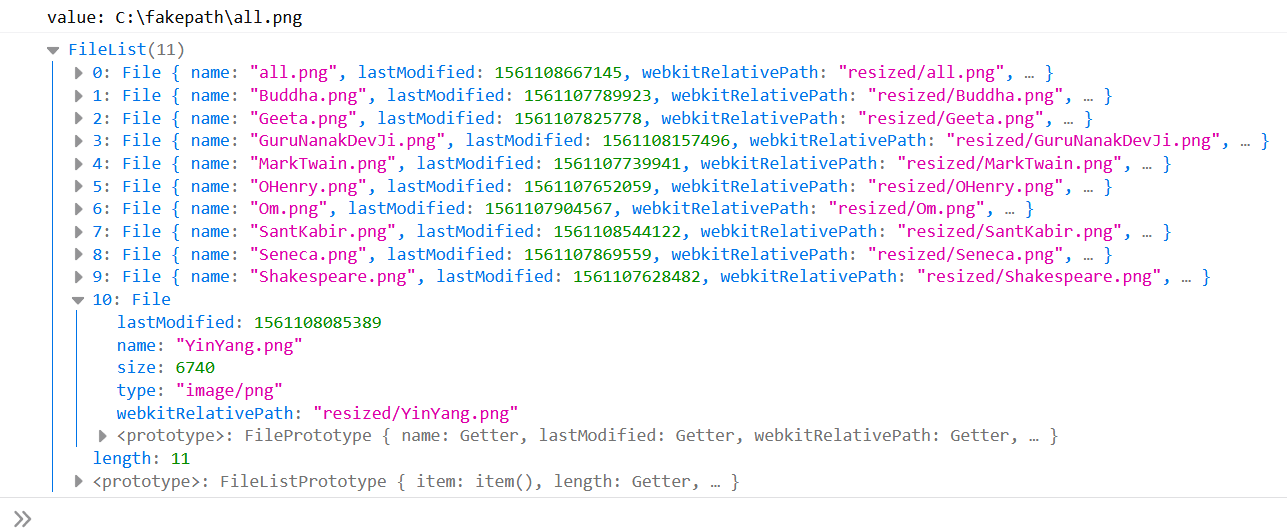 value: C:\fakepath\all.png
FileList(11)
0: File { name: "all.png", lastModified: 1561108667145, webkitRelativePath: "resized/all.png", … }
1: File { name: "Buddha.png", lastModified: 1561107789923, webkitRelativePath: "resized/Buddha.png", … }
2: File { name: "Geeta.png", lastModified: 1561107825778, webkitRelativePath: "resized/Geeta.png", … }
3: File { name: "GuruNanakDevJi.png", lastModified: 1561108157496, webkitRelativePath: "resized/GuruNanakDevJi.png", … }
4: File { name: "MarkTwain.png", lastModified: 1561107739941, webkitRelativePath: "resized/MarkTwain.png", … }
5: File { name: "OHenry.png", lastModified: 1561107652059, webkitRelativePath: "resized/OHenry.png", … }
6: File { name: "Om.png", lastModified: 1561107904567, webkitRelativePath: "resized/Om.png", … }
7: File { name: "SantKabir.png", lastModified: 1561108544122, webkitRelativePath: "resized/SantKabir.png", … }
8: File { name: "Seneca.png", lastModified: 1561107869559, webkitRelativePath: "resized/Seneca.png", … }
9: File { name: "Shakespeare.png", lastModified: 1561107628482, webkitRelativePath: "resized/Shakespeare.png", … }
10: File
lastModified: 1561108085389
name: "YinYang.png"
size: 6740
type: "image/png"
webkitRelativePath: "resized/YinYang.png"
<prototype>: FilePrototype { name: Getter, lastModified: Getter, webkitRelativePath: Getter, … }
length: 11
<prototype>: FileListPrototype { item: item(), length: Getter, … }